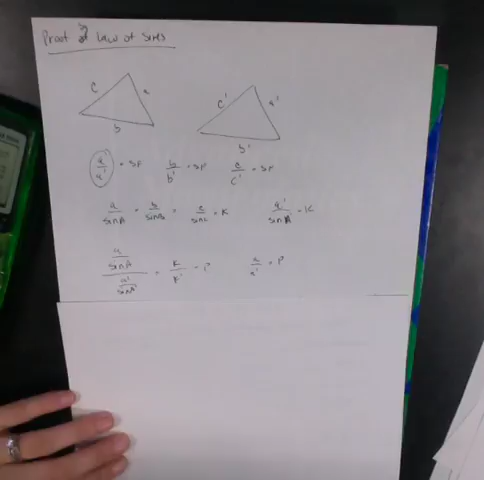 Proof of Law of Sines
c a
b
c' a'
b'
a/a' = SF b/b' = SF c/c' = SF
a/sinA = b/sinB = c/sinC = K a'/sinA' = K
a/sinA / a'/sinA' = K/K' = P a/a' = P